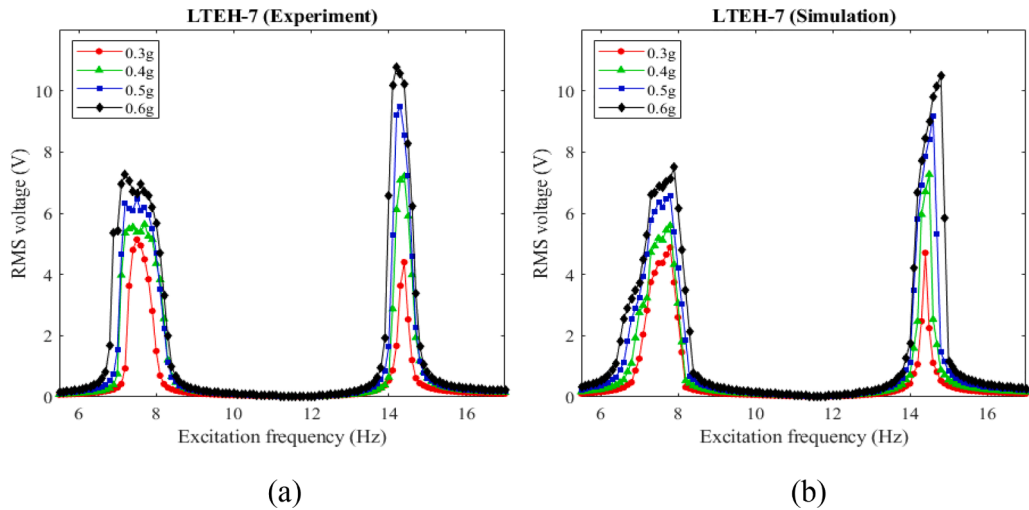 LTEH-7 (Experiment)
0.3g
0.4g
0.5g
0.6g
RMS voltage (V)
10
8
6
4
2
0
6 8 10 12 14 16
Excitation frequency (Hz)
(a)
LTEH-7 (Simulation)
0.3g
0.4g
0.5g
0.6g
RMS voltage (V)
10
8
6
4
2
0
6 8 10 12 14 16
Excitation frequency (Hz)
(b)